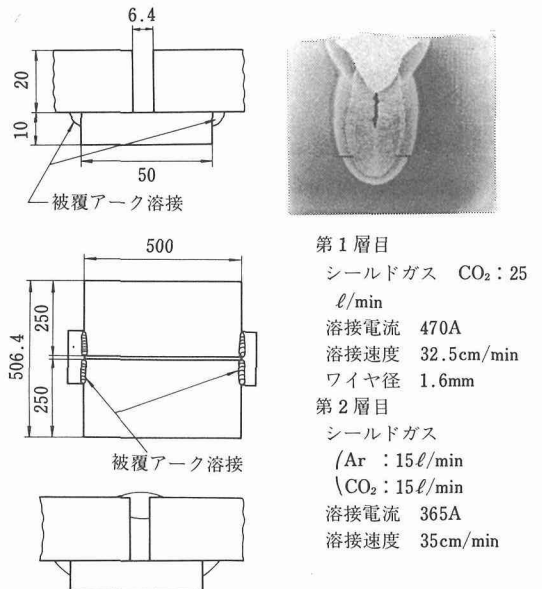 6.4
20
10
50
被覆アーク溶接
500
506.4
250
250
被覆アーク溶接
第1層目
シールドガス CO₂:25
ℓ/min
溶接電流 470A
溶接速度 32.5cm/min
ワイヤ径 1.6mm
第2層目
シールドガス
(Ar :15ℓ/min
\CO₂:15ℓ/min
溶接電流 365A
溶接速度 35cm/min